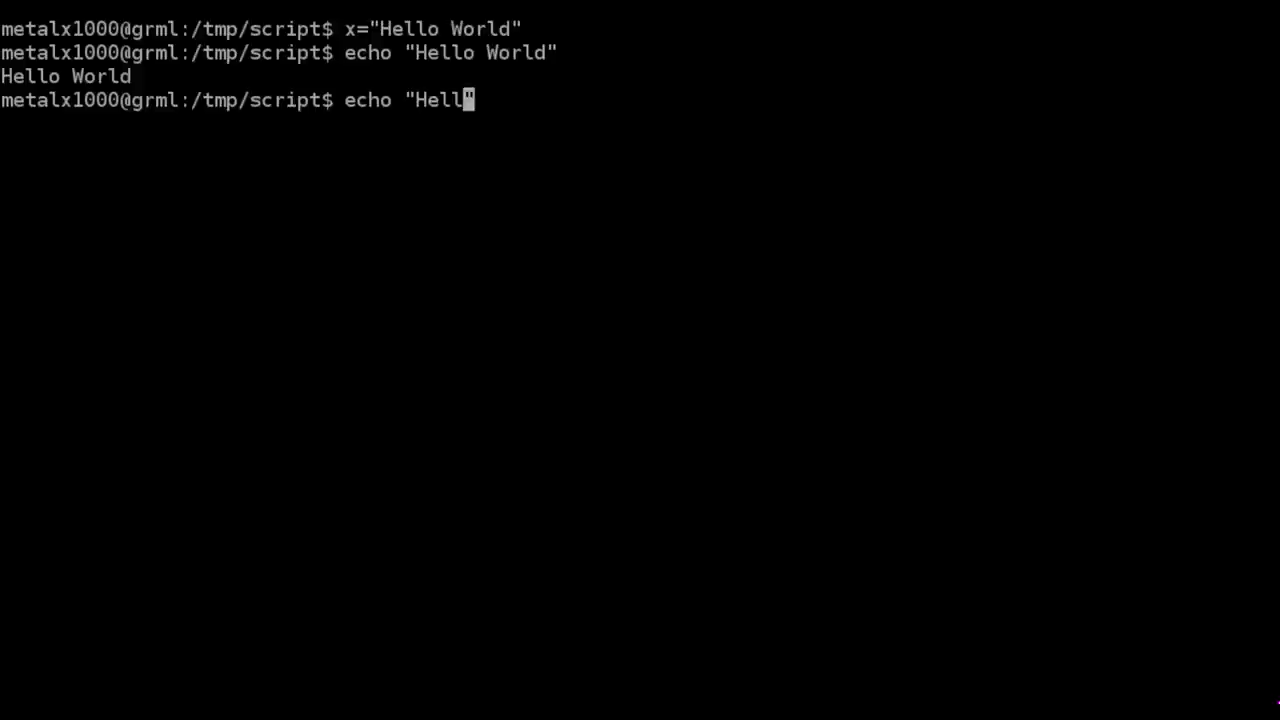 metalx1000@grml:/tmp/script$ x="Hello World"
metalx1000@grml:/tmp/script$ echo "Hello World"
Hello World
metalx1000@grml:/tmp/script$ echo "Hell"